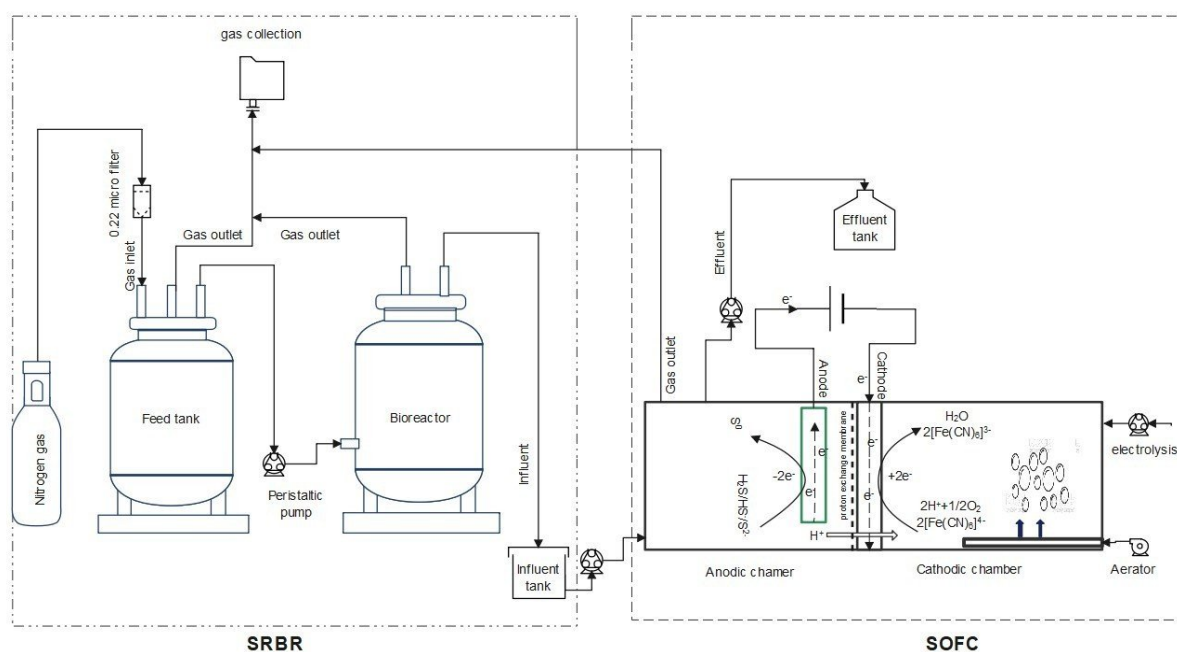 gas collection
0.22 micro filter
Gas inlet
Gas outlet
Gas outlet
Nitrogen gas
Feed tank
Peristaltic
pump
Bioreactor
Influent
Influent
tank
SRBR
Gas outlet
Effluent
Effluent
tank
e-
Anode
Cathode
e-
S⁰
H₂S/HS⁻/S²⁻
-2e-
e-
e-
proton exchange membrane
e-
e-
H⁺
+2e-
H₂O
2[Fe(CN)₆]³⁻
2H⁺+1/2O₂
2[Fe(CN)₆]⁴⁻
electrolysis
Aerator
Anodic chamer
Cathodic chamber
SOFC